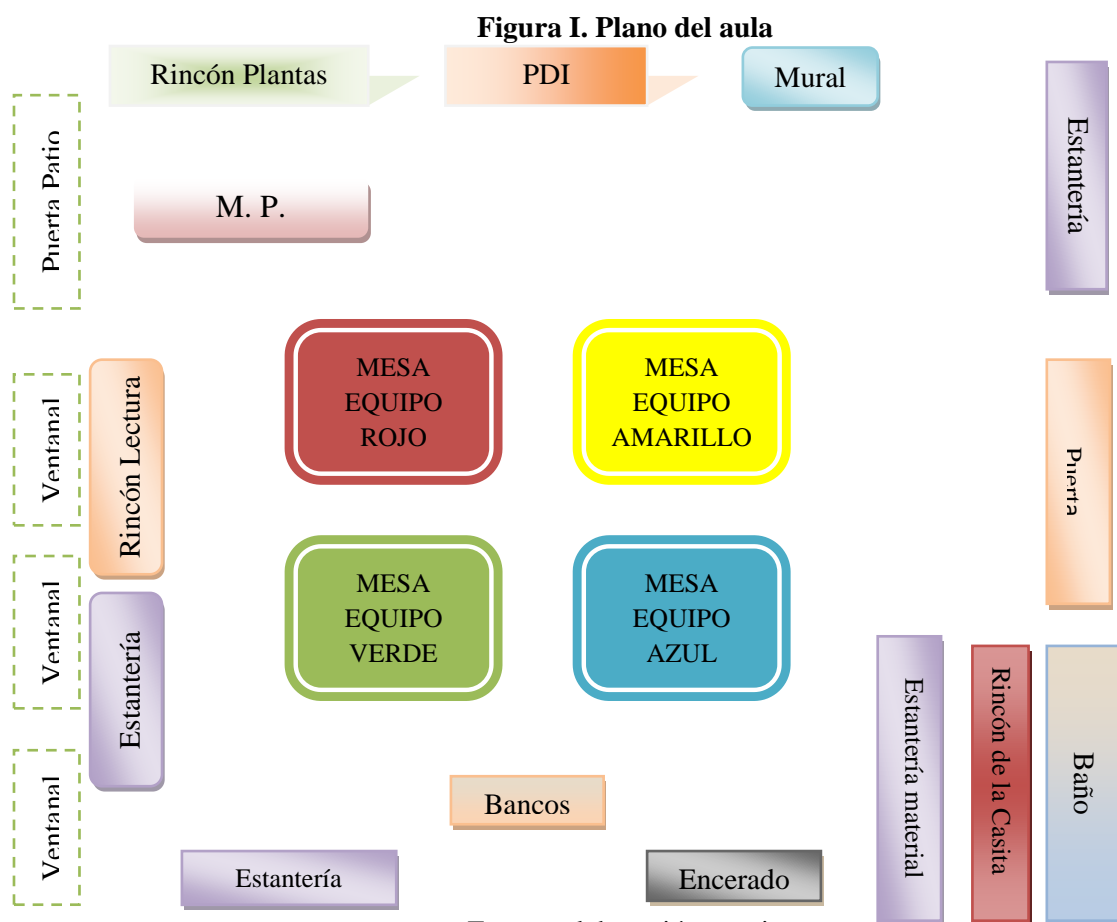 Figura I. Plano del aula
Rincón Plantas
PDI
Mural
Estantería
Puerta Patio
M. P.
MESA
EQUIPO
ROJO
MESA
EQUIPO
AMARILLO
Ventanal
Rincón Lectura
Puerta
MESA
EQUIPO
VERDE
MESA
EQUIPO
AZUL
Ventanal
Estantería
Estantería material
Rincón de la Casita
Baño
Ventanal
Bancos
Estantería
Encerado